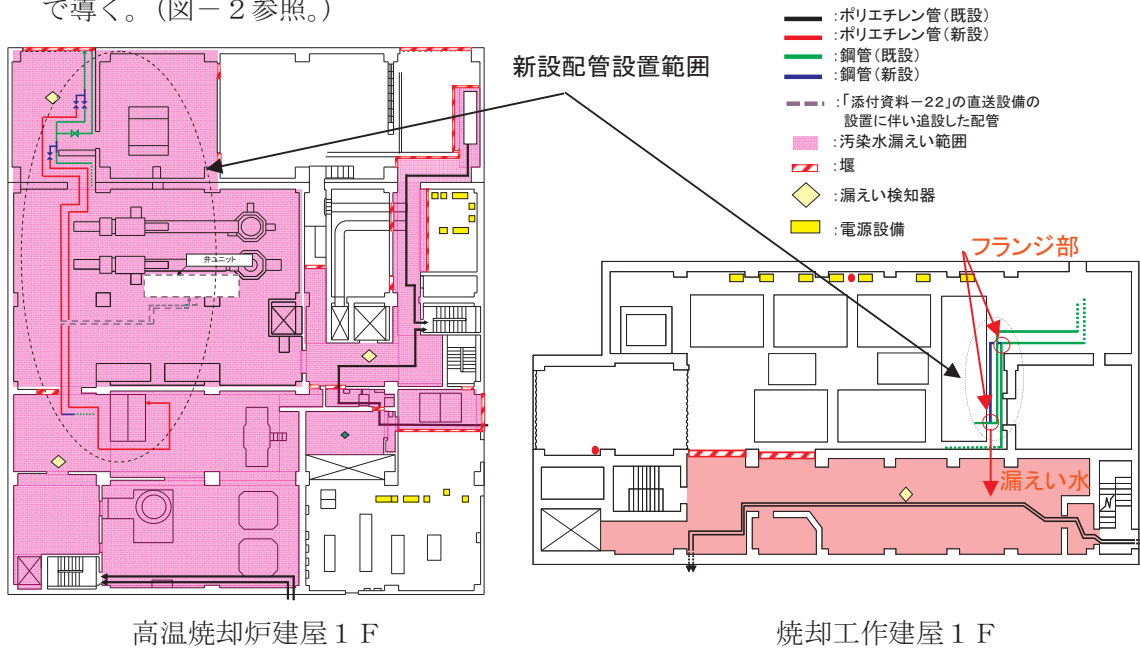 で導く。(図－２参照。)
:ポリエチレン管(既設)
:ポリエチレン管(新設)
:鋼管(既設)
:鋼管(新設)
:「添付資料－22」の直送設備の
設置に伴い追設した配管
:汚染水漏えい範囲
:堰
:漏えい検知器
:電源設備
新設配管設置範囲
弁ユニット
フランジ部
漏えい水
高温焼却炉建屋１Ｆ
焼却工作建屋１Ｆ